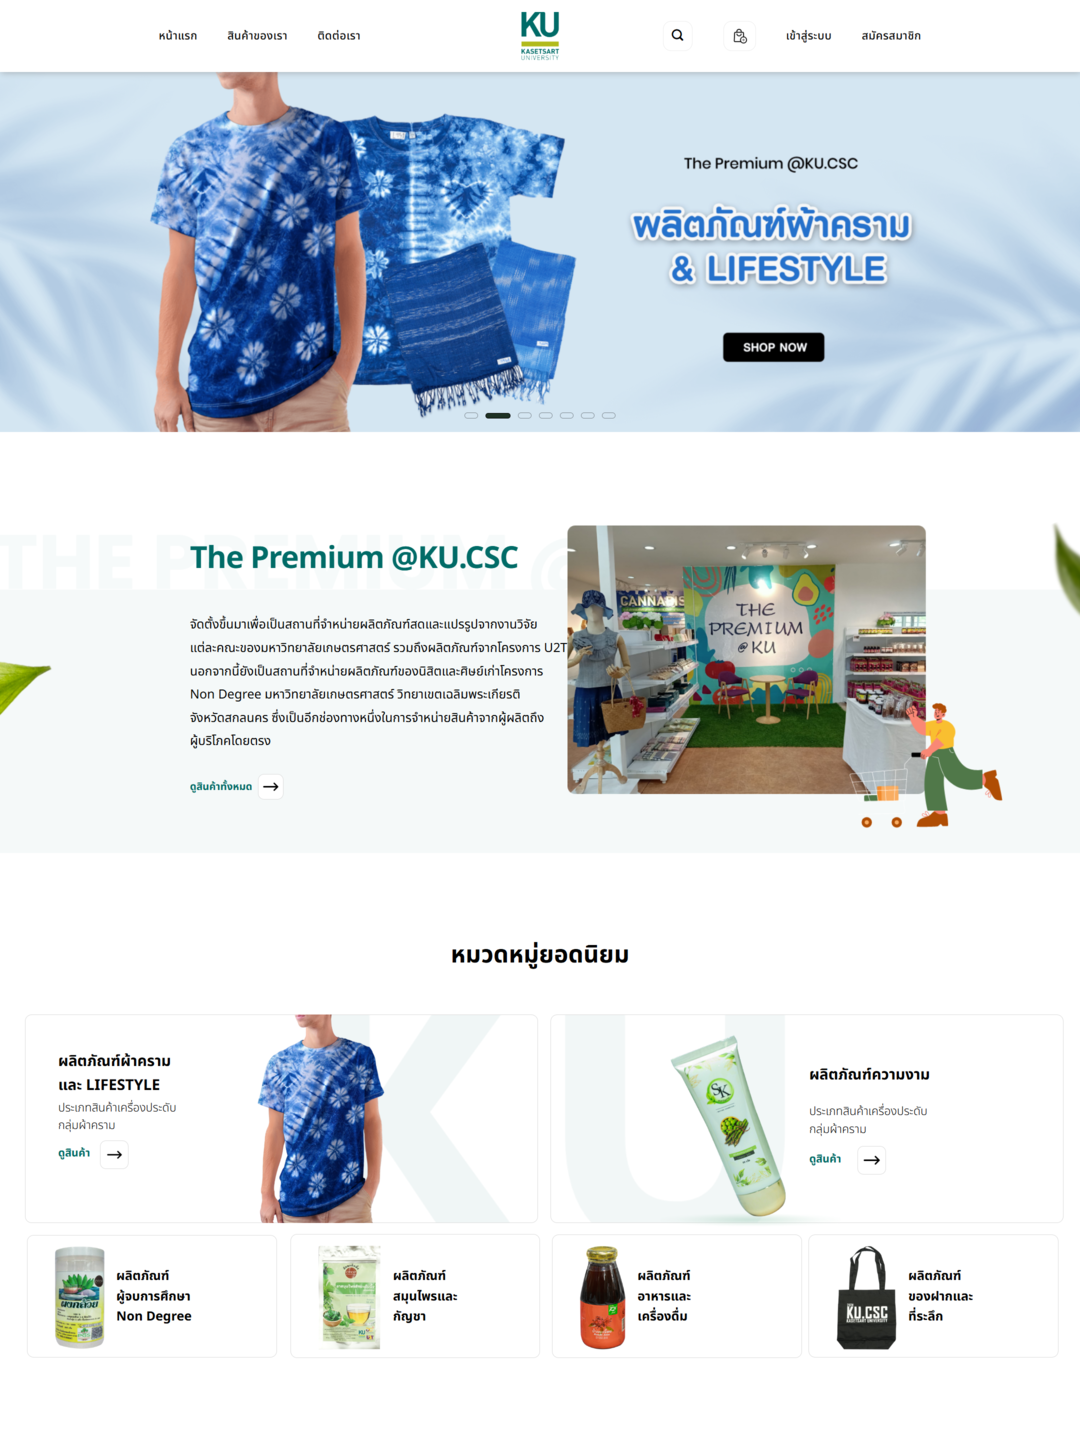 หน้าแรก
สินค้าของเรา
ติดต่อเรา
KU
KASETSART
UNIVERSITY
เข้าสู่ระบบ
สมัครสมาชิก
The Premium @KU.CSC
ผลิตภัณฑ์ผ้าคราม
& LIFESTYLE
SHOP NOW
THE PREMIUM @
The Premium @KU.CSC
จัดตั้งขึ้นมาเพื่อเป็นสถานที่จำหน่ายผลิตภัณฑ์สดและแปรรูปจากงานวิจัย
แต่ละคณะของมหาวิทยาลัยเกษตรศาสตร์ รวมถึงผลิตภัณฑ์จากโครงการ U2T
นอกจากนี้ยังเป็นสถานที่จำหน่ายผลิตภัณฑ์ของนิสิตและศิษย์เก่าโครงการ
Non Degree มหาวิทยาลัยเกษตรศาสตร์ วิทยาเขตเฉลิมพระเกียรติ
จังหวัดสกลนคร ซึ่งเป็นอีกช่องทางหนึ่งในการจำหน่ายสินค้าจากผู้ผลิตถึง
ผู้บริโภคโดยตรง
ดูสินค้าทั้งหมด
CANNABIS
THE
PREMIUM
@ KU
หมวดหมู่ยอดนิยม
ผลิตภัณฑ์ผ้าคราม
และ LIFESTYLE
ประเภทสินค้าเครื่องประดับ
กลุ่มผ้าคราม
ดูสินค้า
K
U
SK
ผลิตภัณฑ์ความงาม
ประเภทสินค้าเครื่องประดับ
กลุ่มผ้าคราม
ดูสินค้า
ผลิตภัณฑ์
ผู้จบการศึกษา
Non Degree
ผลิตภัณฑ์
สมุนไพรและ
กัญชา
ผลิตภัณฑ์
อาหารและ
เครื่องดื่ม
KU.CSC
KASETSART UNIVERSITY
ผลิตภัณฑ์
ของฝากและ
ที่ระลึก